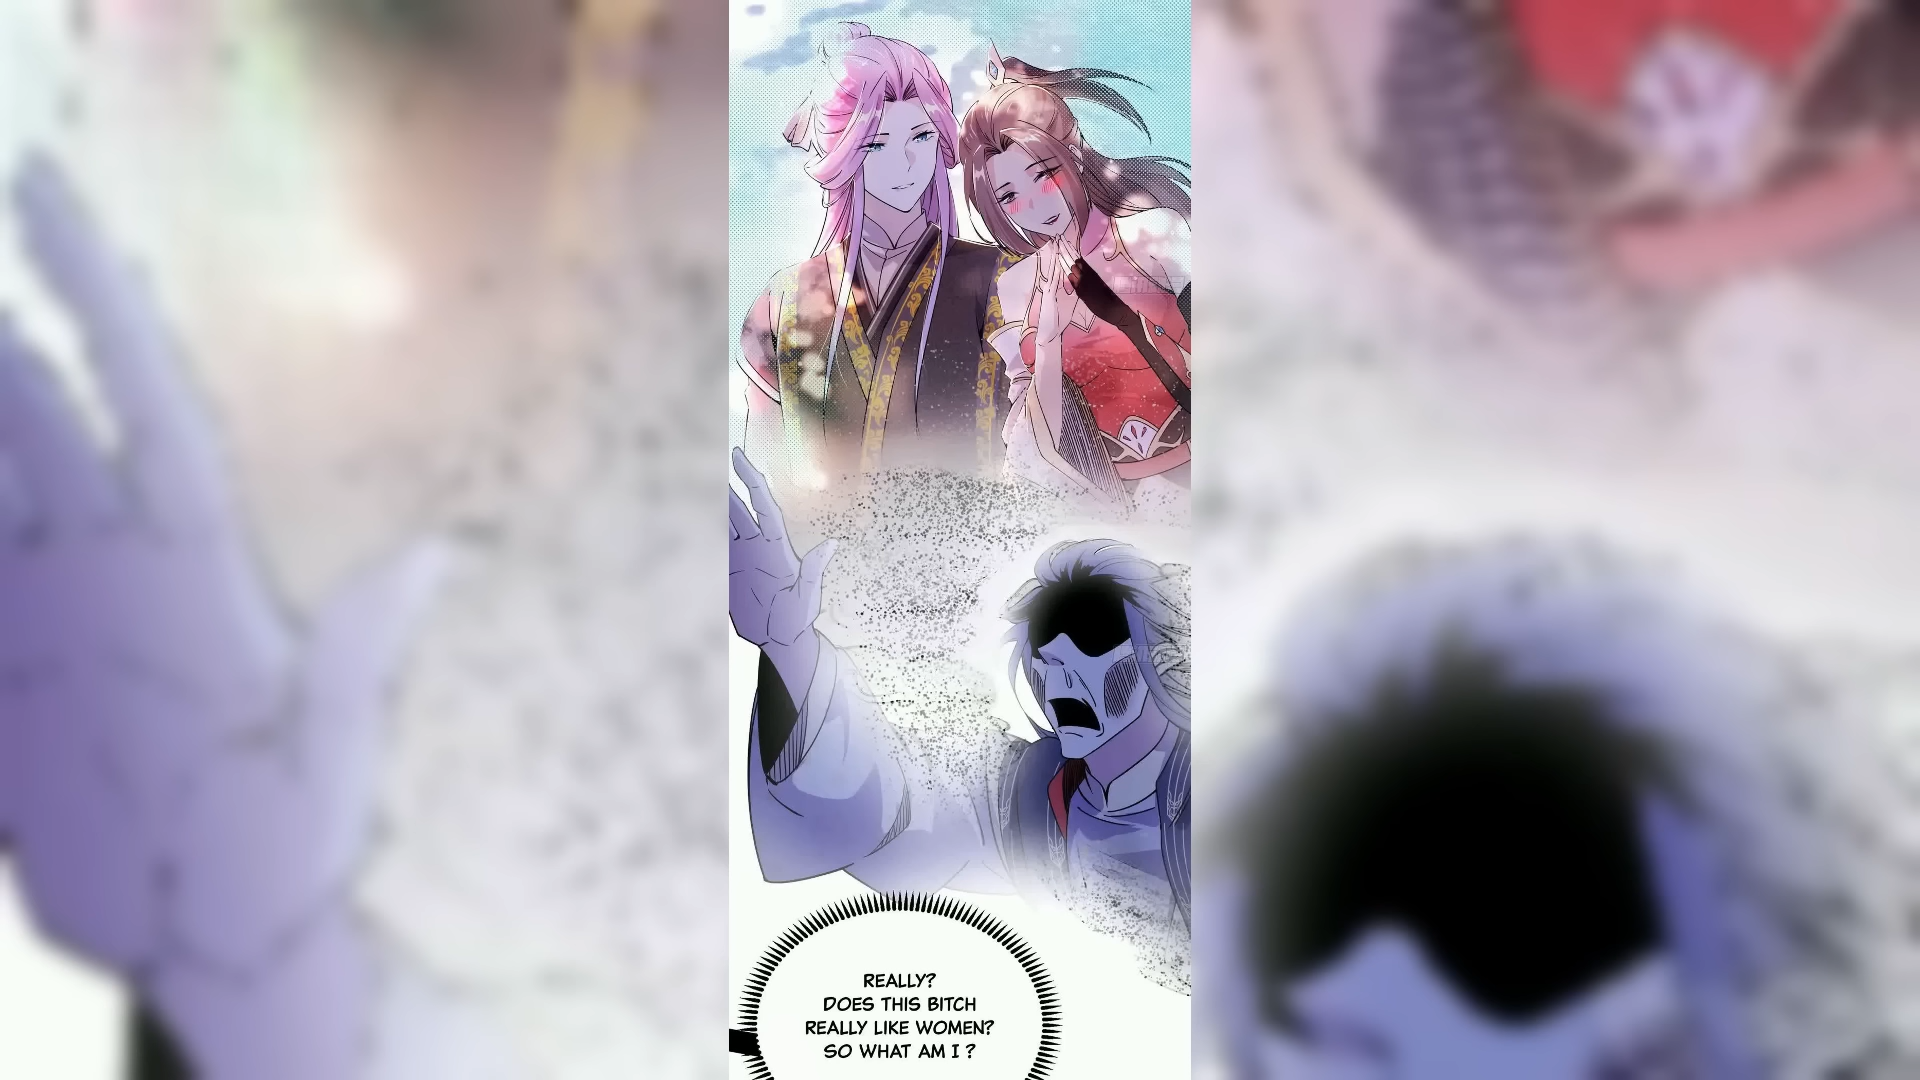 REALLY?
DOES THIS BITCH
REALLY LIKE WOMEN?
SO WHAT AM I ?